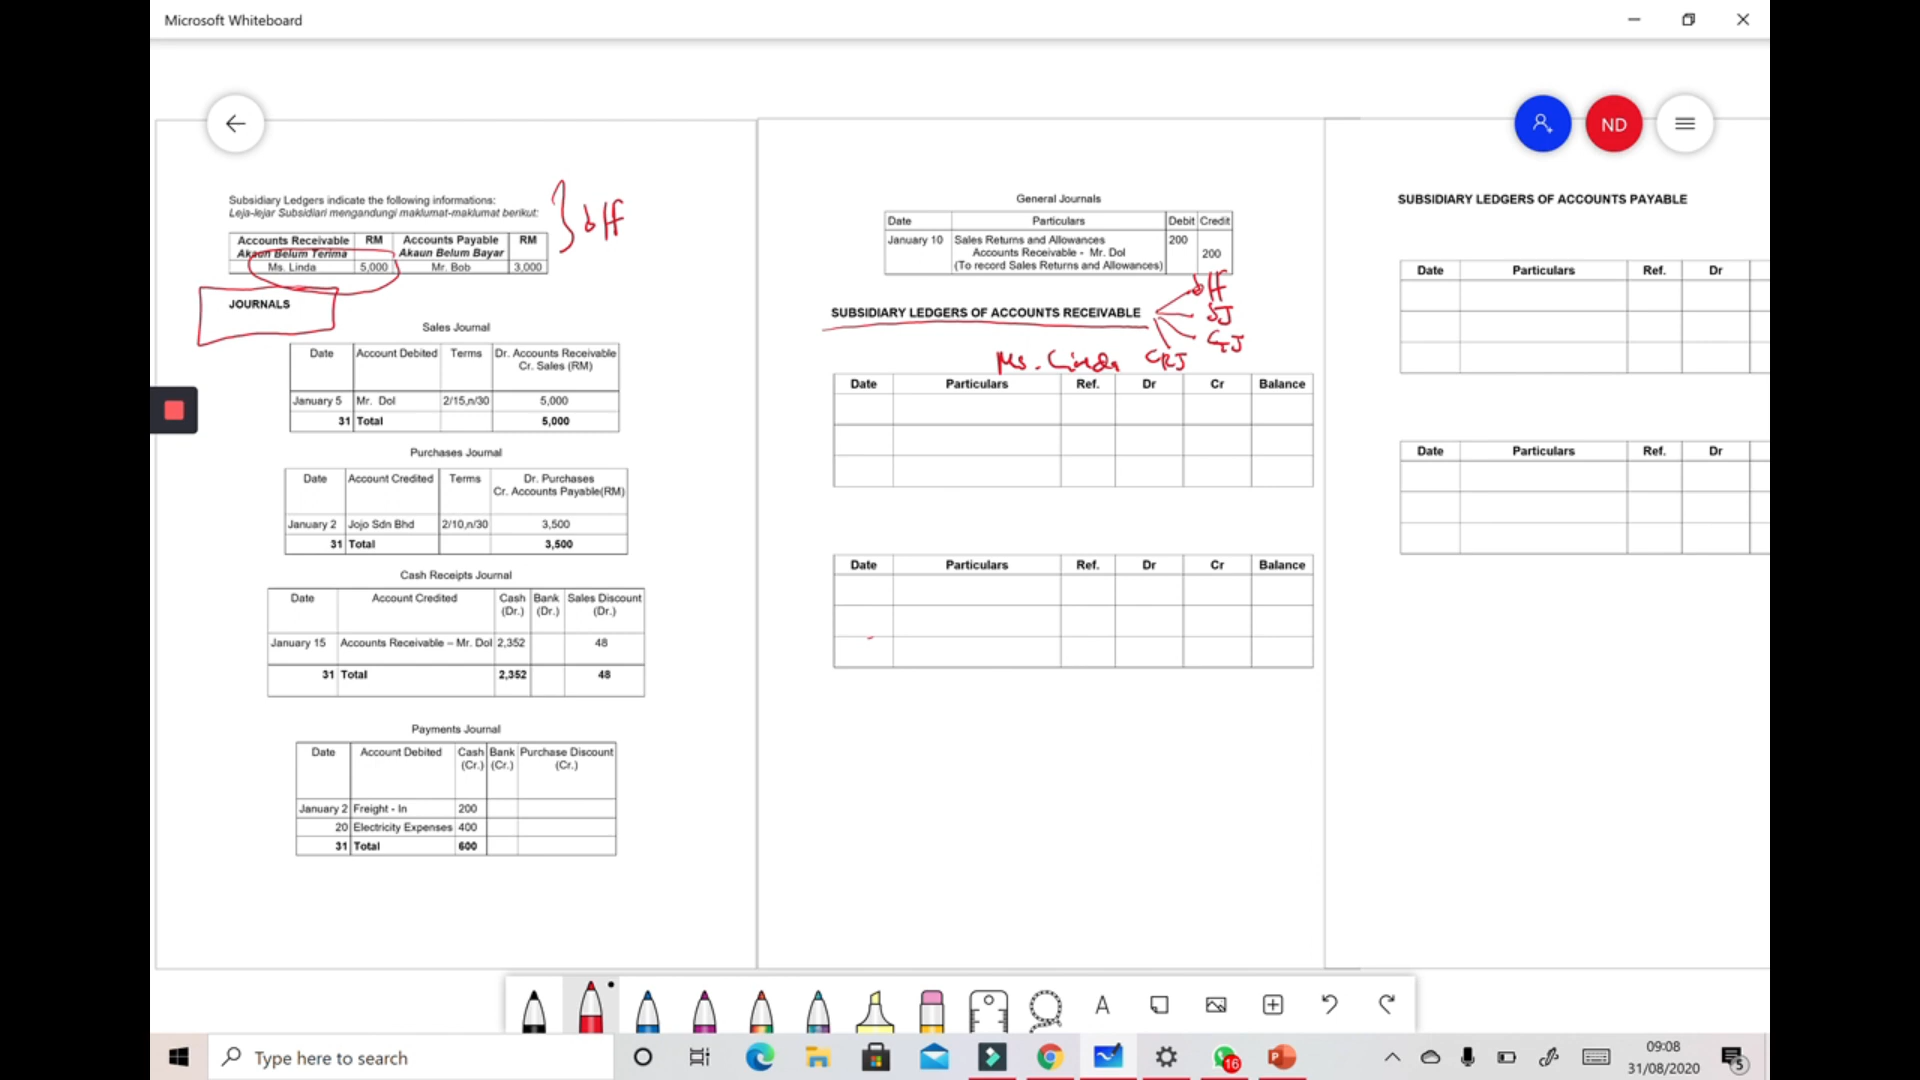 Microsoft Whiteboard
ND
Subsidiary Ledgers indicate the following informations:
Leja-lejar Subsidiari mengandungi maklumat-maklumat berikut:
Accounts Receivable RM Accounts Payable RM
Akaun Belum Terima Akaun Belum Bayar
Ms. Linda 5,000 Mr. Bob 3,000
JOURNALS
Sales Journal
Date Account Debited Terms Dr. Accounts Receivable
Cr. Sales (RM)
January 5 Mr. Dol 2/15,n/30 5,000
31 Total 5,000
Purchases Journal
Date Account Credited Terms Dr. Purchases
Cr. Accounts Payable(RM)
January 2 Jojo Sdn Bhd 2/10,n/30 3,500
31 Total 3,500
Cash Receipts Journal
Date Account Credited Cash Bank Sales Discount
(Dr.) (Dr.) (Dr.)
January 15 Accounts Receivable – Mr. Dol 2,352 48
31 Total 2,352 48
Payments Journal
Date Account Debited Cash Bank Purchase Discount
(Cr.) (Cr.) (Cr.)
January 2 Freight - In 200
20 Electricity Expenses 400
31 Total 600
General Journals
Date Particulars Debit Credit
January 10 Sales Returns and Allowances 200
Accounts Receivable - Mr. Dol 200
(To record Sales Returns and Allowances)
SUBSIDIARY LEDGERS OF ACCOUNTS RECEIVABLE
SJ
GJ
CRJ
Ms. Linda
Date Particulars Ref. Dr Cr Balance
Date Particulars Ref. Dr Cr Balance
SUBSIDIARY LEDGERS OF ACCOUNTS PAYABLE
Date Particulars Ref. Dr
Date Particulars Ref. Dr
A
Type here to search
16
09:08
31/08/2020
5